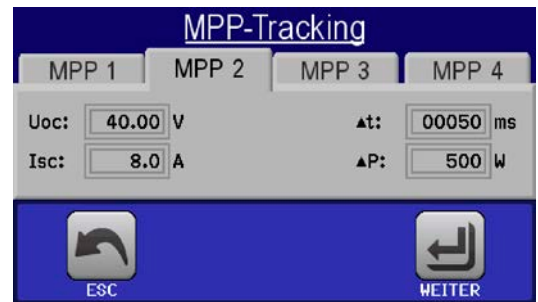 MPP-Tracking
MPP 1 MPP 2 MPP 3 MPP 4
Uoc: 40.00 V ▲t: 00050 ms
Isc: 8.0 A ▲P: 500 W
ESC WEITER